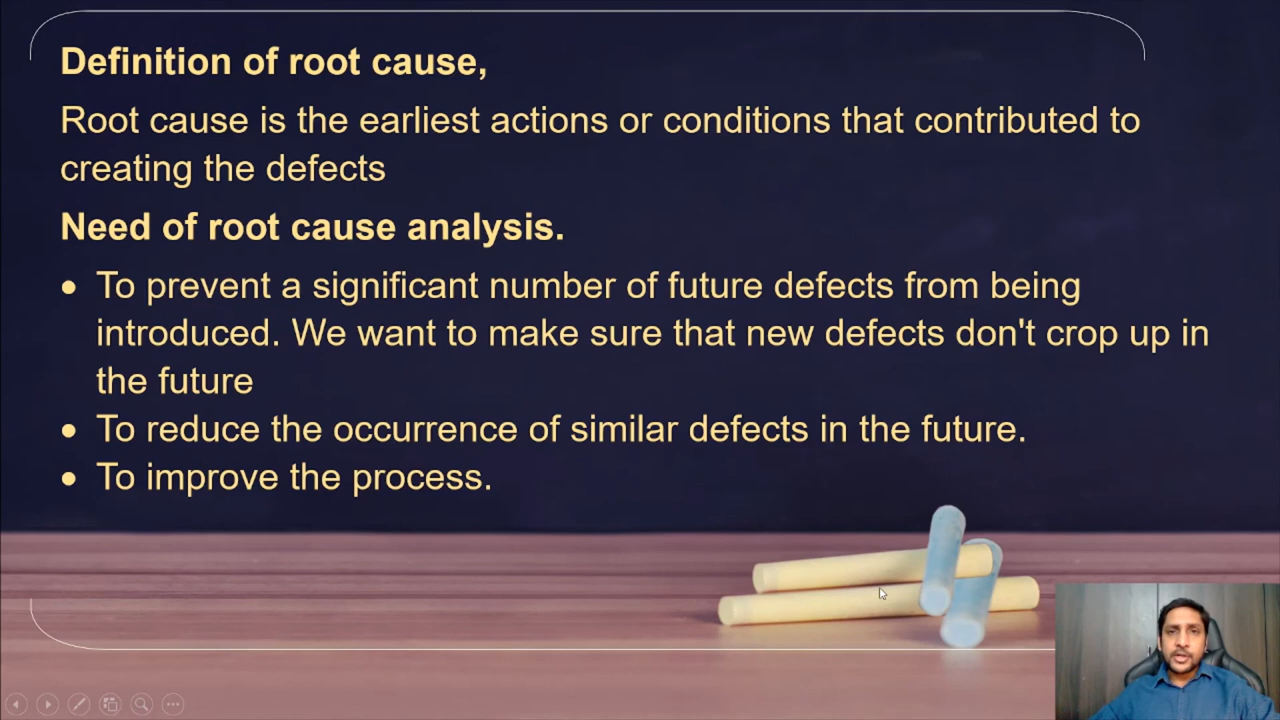 Definition of root cause,
Root cause is the earliest actions or conditions that contributed to
creating the defects
Need of root cause analysis.
• To prevent a significant number of future defects from being
introduced. We want to make sure that new defects don't crop up in
the future
• To reduce the occurrence of similar defects in the future.
• To improve the process.